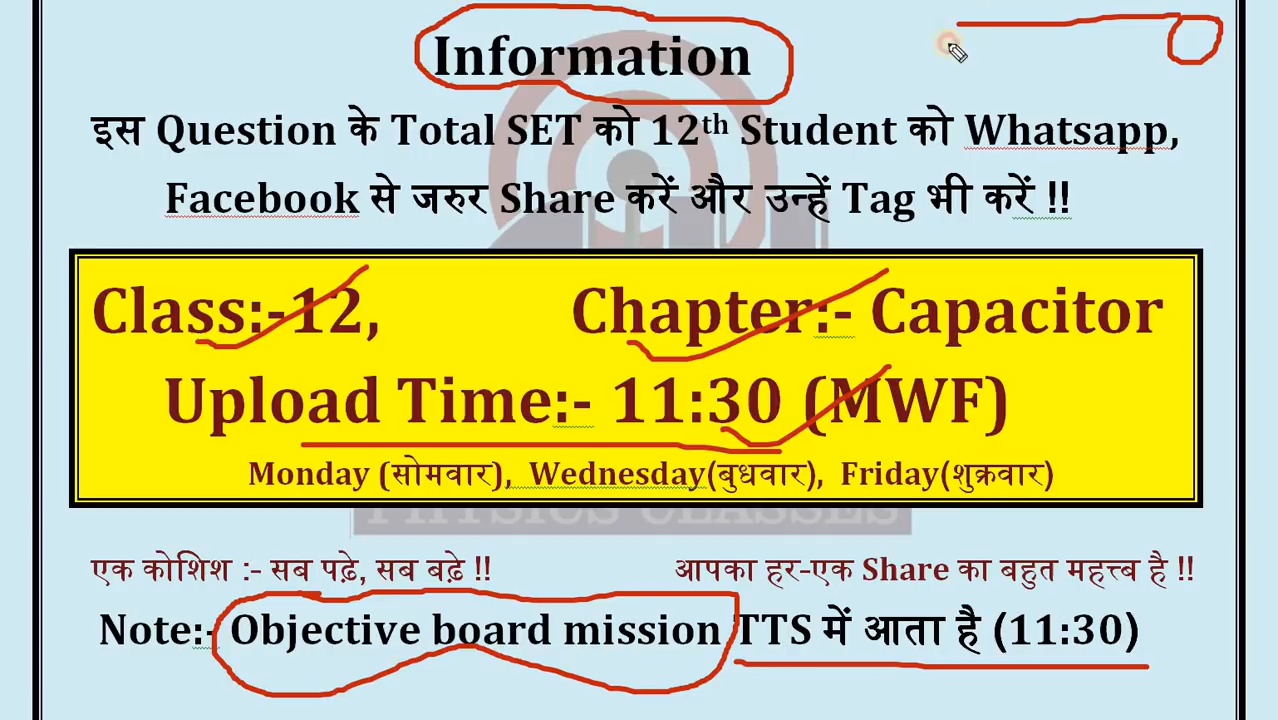 Information
इस Question के Total SET को 12th Student को Whatsapp,
Facebook से जरुर Share करें और उन्हें Tag भी करें !!
Class:-12, Chapter:- Capacitor
Upload Time:- 11:30 (MWF)
Monday (सोमवार), Wednesday(बुधवार), Friday(शुक्रवार)
PHYSICS CLASSES
एक कोशिश :- सब पढ़े, सब बढ़े !! आपका हर-एक Share का बहुत महत्त्ब है !!
Note:- Objective board mission TTS में आता है (11:30)